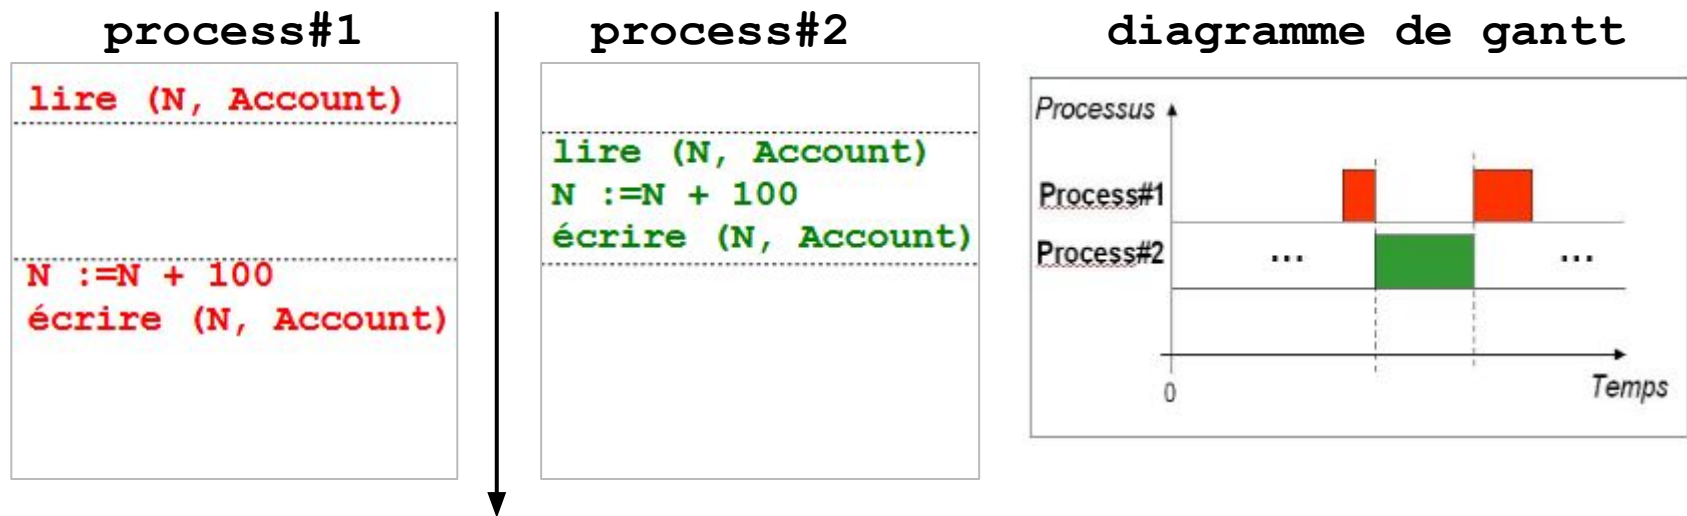 process#1
process#2
diagramme de gantt
lire (N, Account)
N :=N + 100
écrire (N, Account)
lire (N, Account)
N :=N + 100
écrire (N, Account)
Processus
Process#1
Process#2
...
...
0
Temps